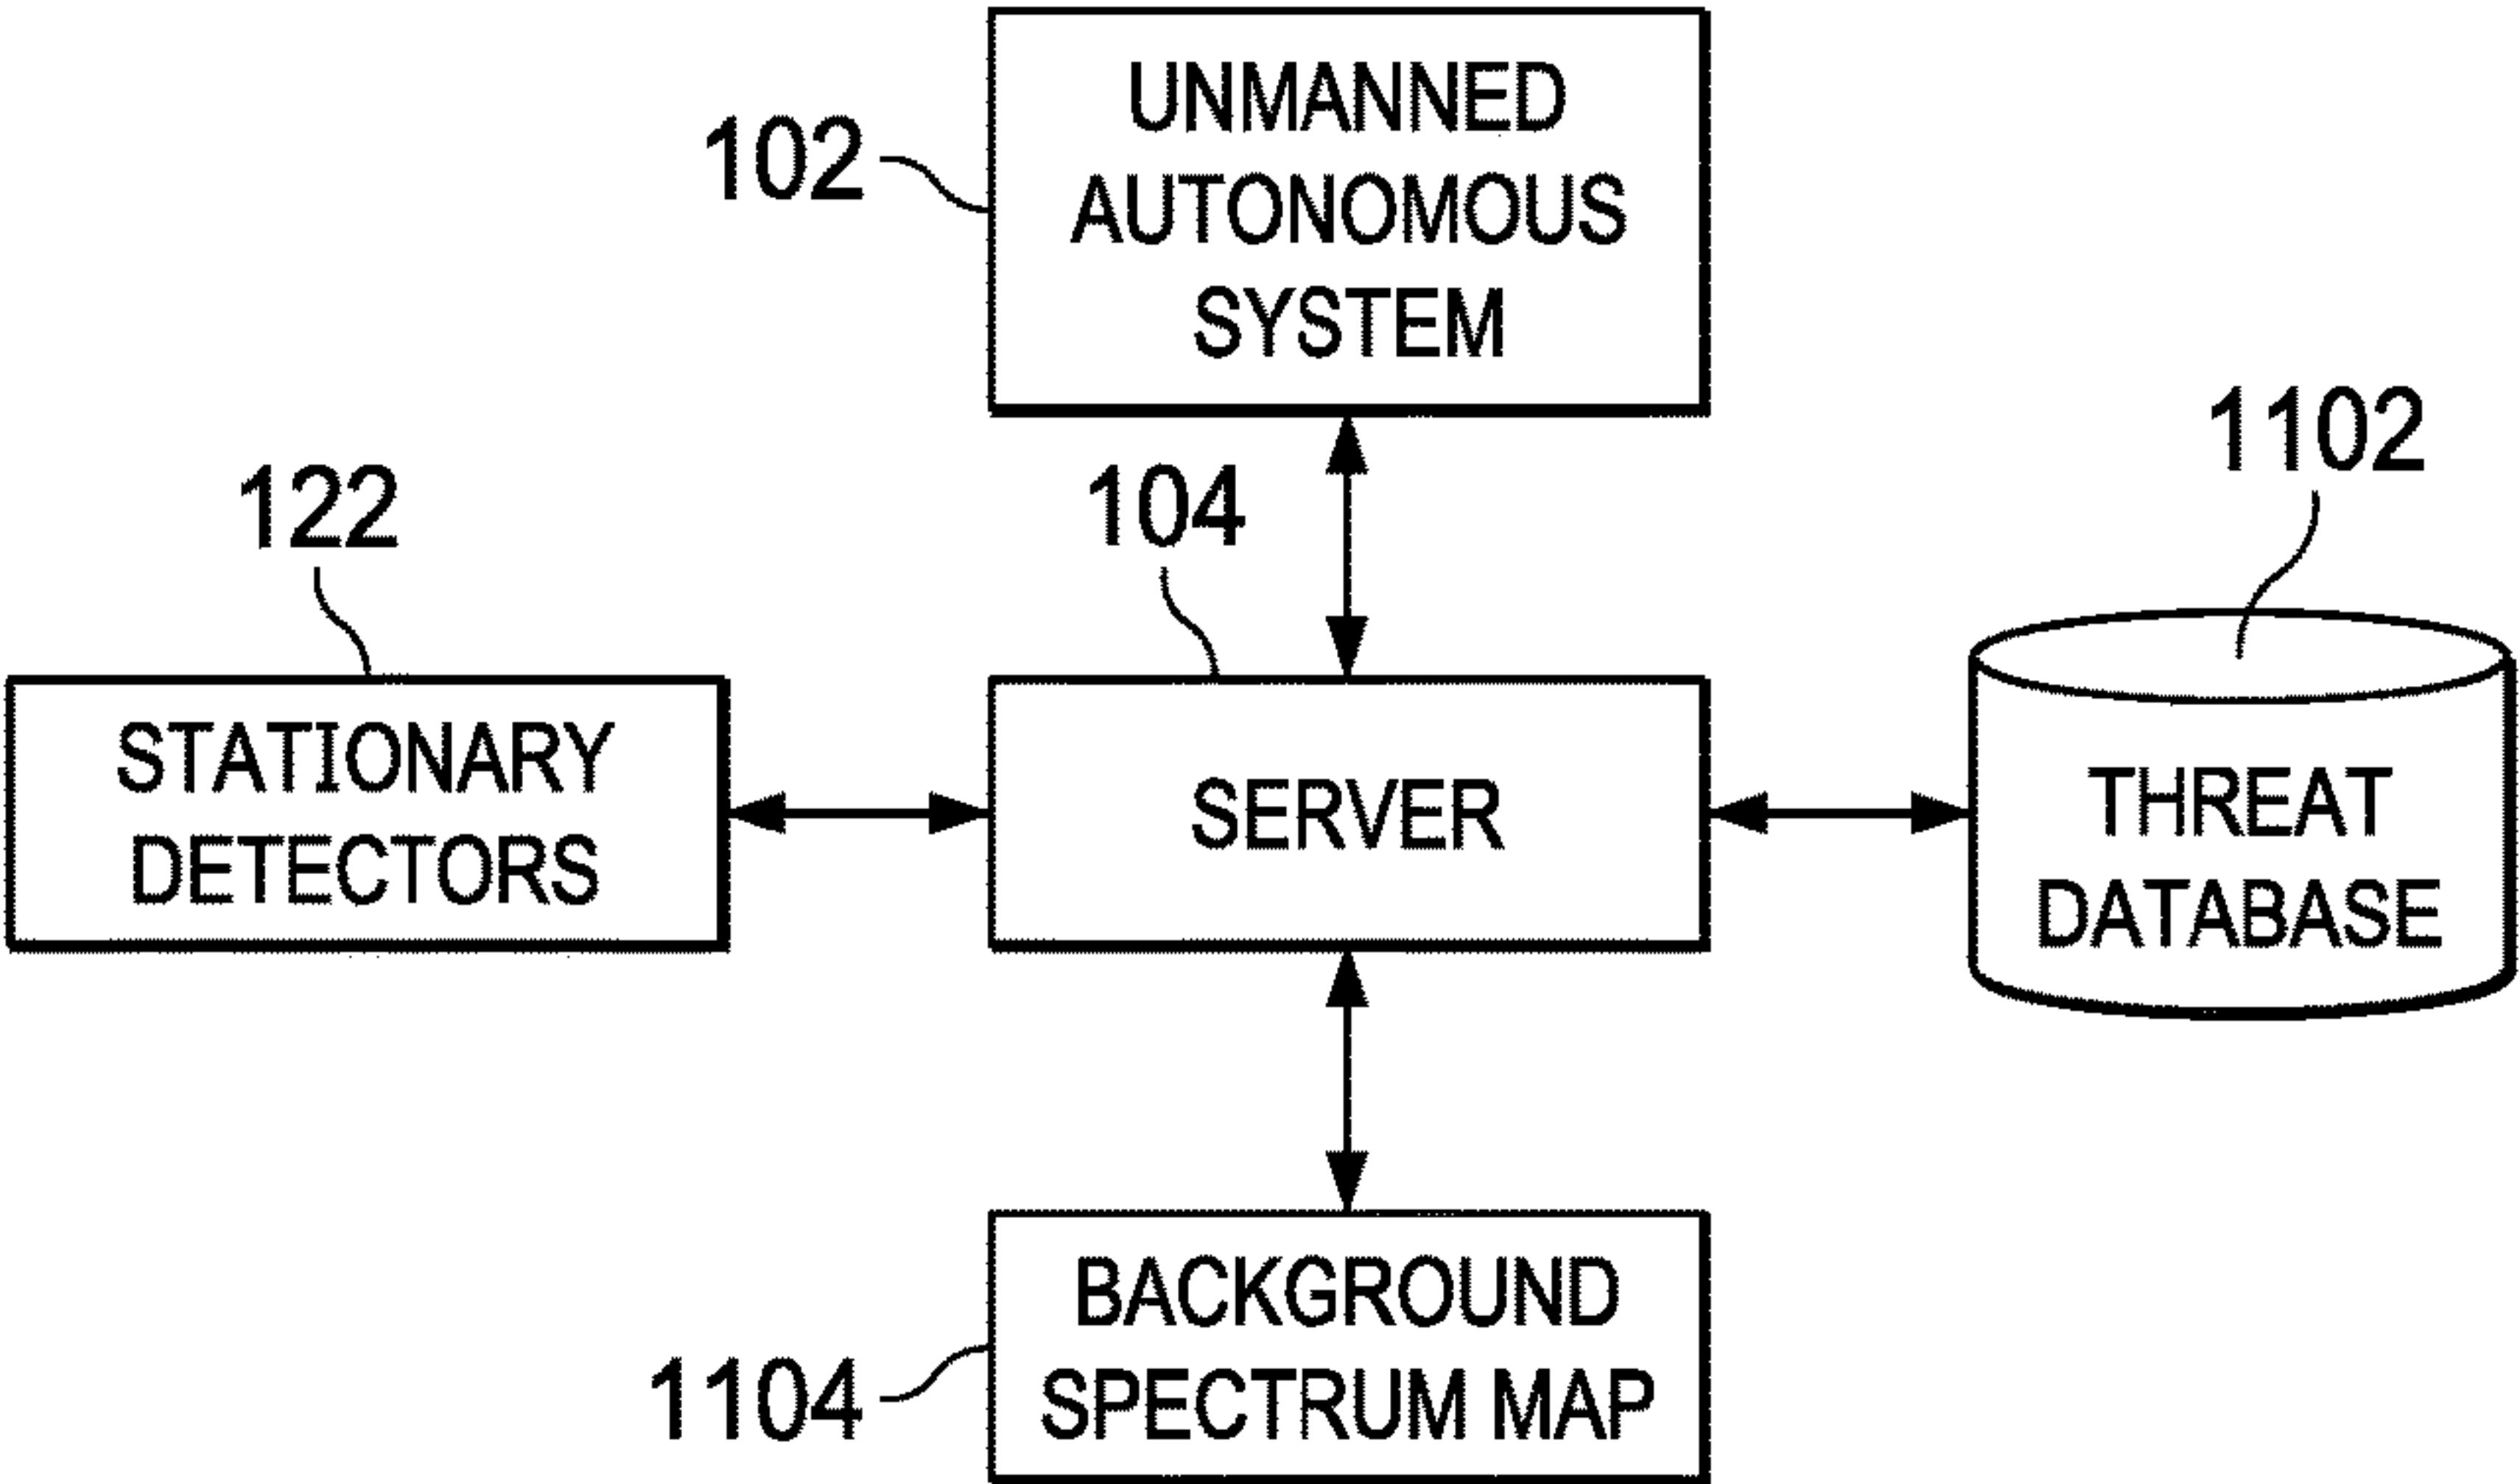 UNMANNED
AUTONOMOUS
SYSTEM
102
1102
122
104
STATIONARY
DETECTORS
SERVER
THREAT
DATABASE
BACKGROUND
SPECTRUM MAP
1104